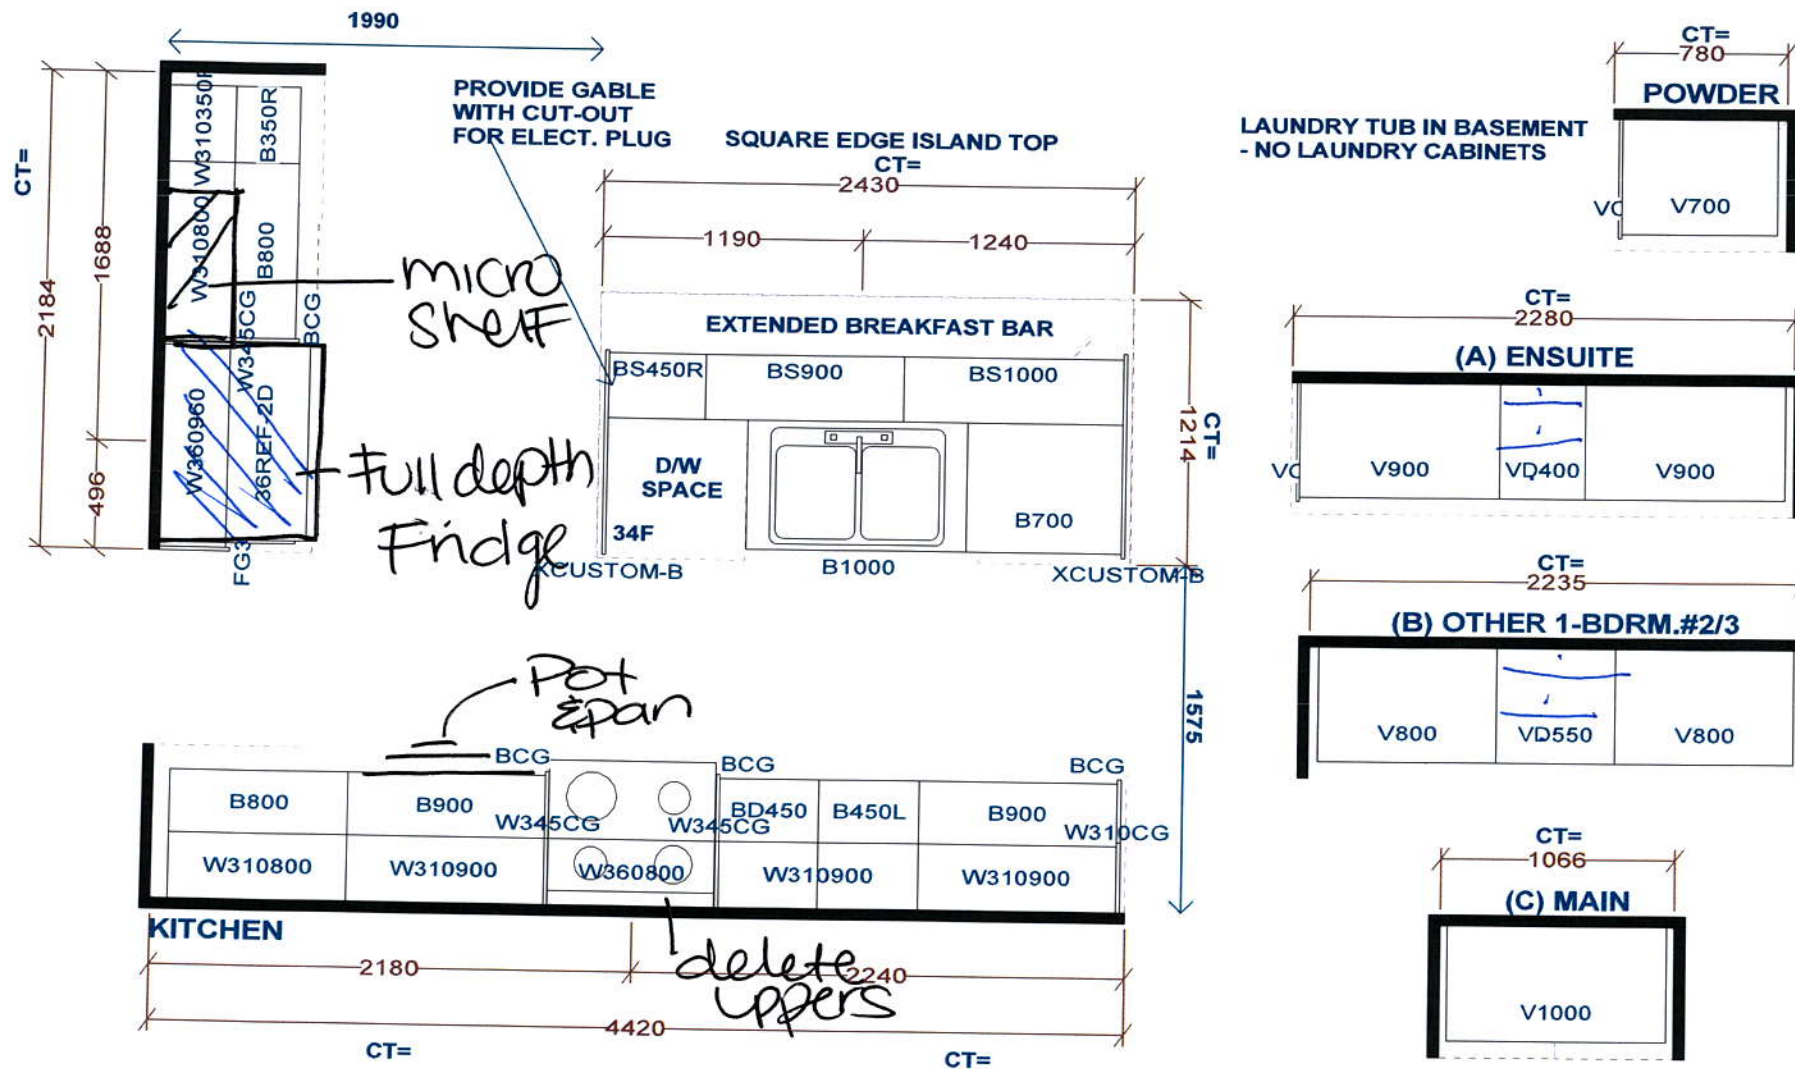 1990
CT=
2184
1688
496
W310350R
B350R
W310800
B800
W345CG
BCG
W360960
36REF-2D
FG3
micro
shelf
Full depth
Fridge
PROVIDE GABLE
WITH CUT-OUT
FOR ELECT. PLUG
SQUARE EDGE ISLAND TOP
CT=
2430
1190
1240
EXTENDED BREAKFAST BAR
BS450R
BS900
BS1000
D/W
SPACE
34F
B700
XCUSTOM-B
B1000
XCUSTOM-B
1214
CT=
1575
LAUNDRY TUB IN BASEMENT
- NO LAUNDRY CABINETS
CT=
780
POWDER
VC
V700
CT=
2280
(A) ENSUITE
VC
V900
VD400
V900
CT=
2235
(B) OTHER 1-BDRM.#2/3
V800
VD550
V800
CT=
1066
(C) MAIN
V1000
Pot
&pan
BCG
BCG
BCG
B800
B900
W345CG
W345CG
BD450
B450L
B900
W310CG
W310800
W310900
W360800
W310900
W310900
KITCHEN
delete
uppers
2180
2240
4420
CT=
CT=